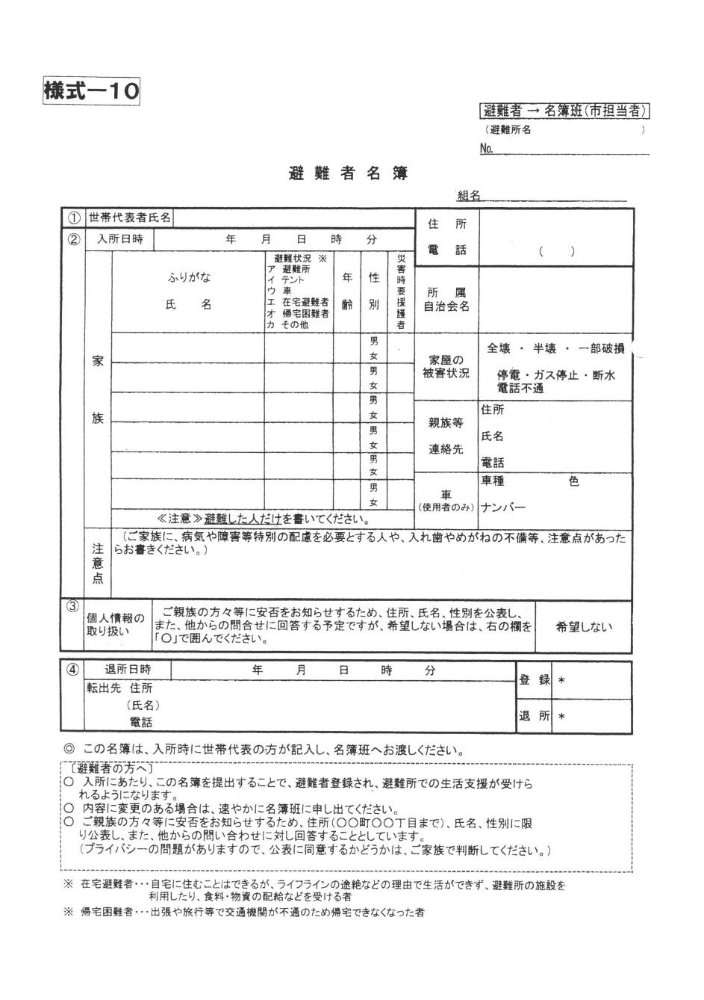 様式－10
避難者 → 名簿班(市担当者)
(避難所名　　　　　　　)
No.
避難者名簿
組名
① 世帯代表者氏名
住所
電話
(　　)
② 入所日時　年　月　日　時　分
ふりがな
氏　名
避難状況 ※
ア 避難所
イ テント
ウ 車
エ 在宅避難者
オ 帰宅困難者
カ その他
年齢
性別
災害時要援護者
所属
自治会名
家族
男
女
男
女
男
女
男
女
男
女
男
女
家屋の
被害状況
全壊 ・ 半壊 ・ 一部破損
停電・ガス停止・断水
電話不通
親族等
連絡先
住所
氏名
電話
車
(使用者のみ)
車種　　　色
ナンバー
≪注意≫避難した人だけを書いてください。
注意点
(ご家族に、病気や障害等特別の配慮を必要とする人や、入れ歯やめがねの不備等、注意点があった
らお書きください。)
③
個人情報の
取り扱い
ご親族の方々等に安否をお知らせするため、住所、氏名、性別を公表し、
また、他からの問合せに回答する予定ですが、希望しない場合は、右の欄を
「〇」で囲んでください。
希望しない
④ 退所日時　年　月　日　時　分
転出先 住所
(氏名)
電話
登録 *
退所 *
◎ この名簿は、入所時に世帯代表の方が記入し、名簿班へお渡しください。
〔避難者の方へ〕
〇 入所にあたり、この名簿を提出することで、避難者登録され、避難所での生活支援が受けら
れるようになります。
〇 内容に変更のある場合は、速やかに名簿班に申し出てください。
〇 ご親族の方々等に安否をお知らせするため、住所(〇〇町〇〇丁目まで)、氏名、性別に限
り公表し、また、他からの問い合わせに対し回答することとしています。
(プライバシーの問題がありますので、公表に同意するかどうかは、ご家族で判断してください。)
※ 在宅避難者・・・自宅に住むことはできるが、ライフラインの途絶などの理由で生活ができず、避難所の施設を
利用したり、食料・物資の配給などを受ける者
※ 帰宅困難者・・・出張や旅行等で交通機関が不通のため帰宅できなくなった者